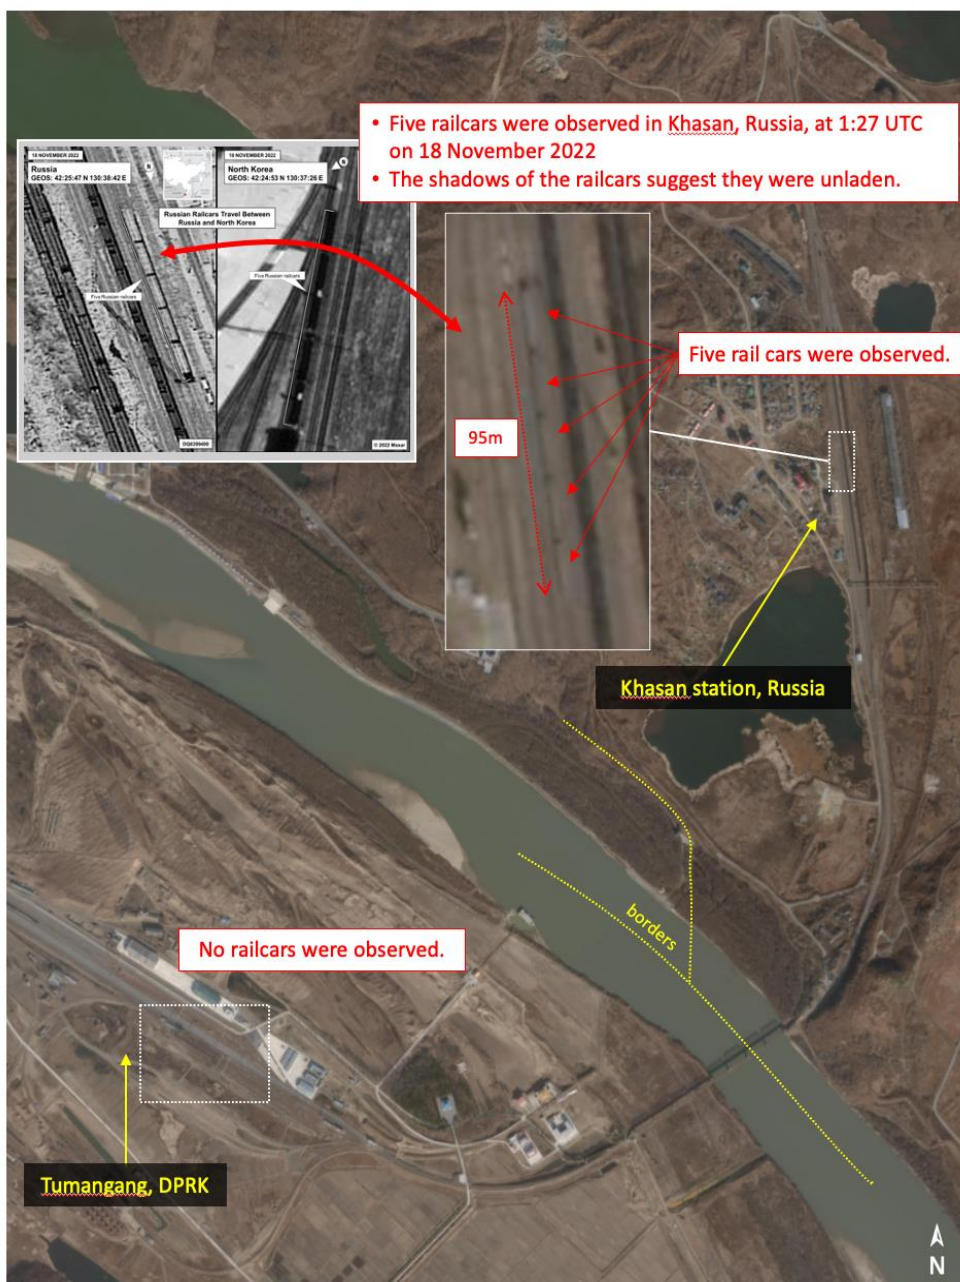 • Five railcars were observed in Khasan, Russia, at 1:27 UTC
on 18 November 2022
• The shadows of the railcars suggest they were unladen.
18 NOVEMBER 2022
Russia
GEOS: 42:25:47 N 130:38:42 E
N
18 NOVEMBER 2022
North Korea
GEOS: 42:24:53 N 130:37:26 E
N
Russian Railcars Travel Between
Russia and North Korea
Five Russian railcars
Five Russian railcars
© 2022 Maxar
Five rail cars were observed.
95m
Khasan station, Russia
borders
No railcars were observed.
Tumangang, DPRK
N